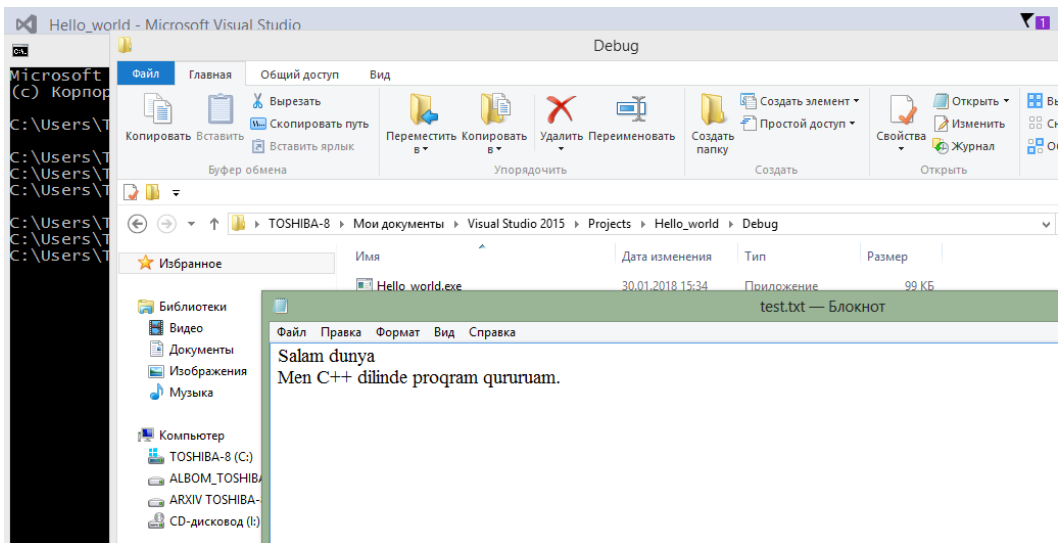 Hello_world - Microsoft Visual Studio
1
Debug
Microsoft
(c) Корпор
C:\Users\T
C:\Users\T
C:\Users\T
C:\Users\T
C:\Users\T
C:\Users\T
C:\Users\T
Файл Главная Общий доступ Вид
Копировать Вставить
Вырезать
Скопировать путь
Вставить ярлык
Буфер обмена
Переместить в
Копировать в
Удалить Переименовать
Упорядочить
Создать папку
Создать элемент
Простой доступ
Создать
Свойства
Открыть
Изменить
Журнал
Открыть
TOSHIBA-8 Мои документы Visual Studio 2015 Projects Hello_world Debug
Имя Дата изменения Тип Размер
Hello_world.exe 30.01.2018 15:34 Приложение 99 КБ
Избранное
Библиотеки
Видео
Документы
Изображения
Музыка
Компьютер
TOSHIBA-8 (C:)
ALBOM_TOSHIBA
ARXIV TOSHIBA-
CD-дисковод (I:)
test.txt — Блокнот
Файл Правка Формат Вид Справка
Salam dunya
Men C++ dilinde proqram qururuam.